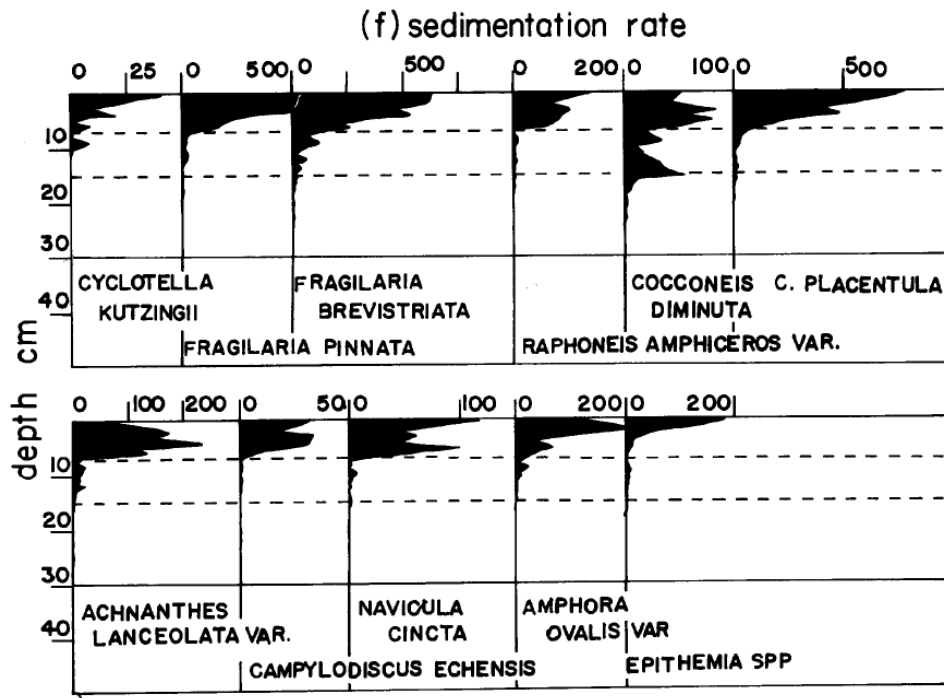 (f) sedimentation rate
0 25 0 500 0 500 0 200 0 100 0 500
10
20
30
40
CYCLOTELLA
KUTZINGII
FRAGILARIA PINNATA
FRAGILARIA
BREVISTRIATA
RAPHONEIS AMPHICEROS VAR.
COCCONEIS
DIMINUTA
C. PLACENTULA
depth cm
0 100 200 0 50 0 100 0 200 0 200
10
20
30
40
ACHNANTHES
LANCEOLATA VAR.
CAMPYLODISCUS ECHENSIS
NAVICULA
CINCTA
AMPHORA
OVALIS VAR
EPITHEMIA SPP